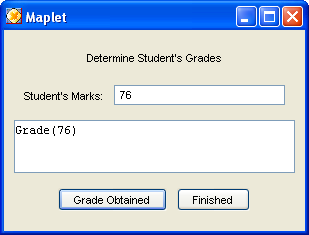 Maplet
Determine Student's Grades
Student's Marks: 76
Grade(76)
Grade Obtained Finished